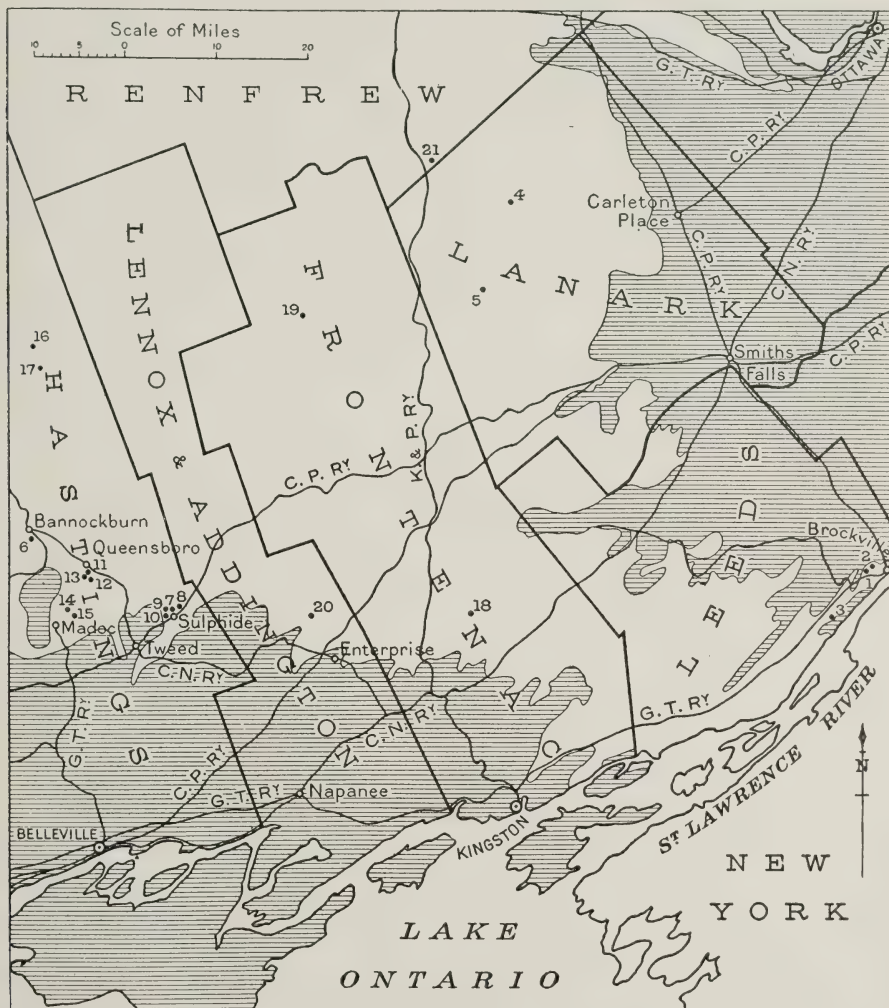 Scale of Miles
10 5 0 10 20
RENFREW
OTTAWA
G. T. RY
C. P. RY
21
4
Carleton
Place
LENNOX & ADDINGTON
FRONTENAC
LANARK
C. P. RY
C. N. RY
5
19
16
17
HASTINGS
K. & P. RY
Smiths
Falls
C. P. RY
C. P. RY
LEEDS
Bannockburn
6
Queensboro
11
13
12
Brockville
2
3
14
15
Madoc
9
7
8
10
Sulphide
20
18
Tweed
Enterprise
C. N. RY
G. T. RY
C. N. RY
G. T. RY
C. P. RY
G. T. RY
Napanee
BELLEVILLE
KINGSTON
ST LAWRENCE RIVER
N
NEW
YORK
LAKE
ONTARIO